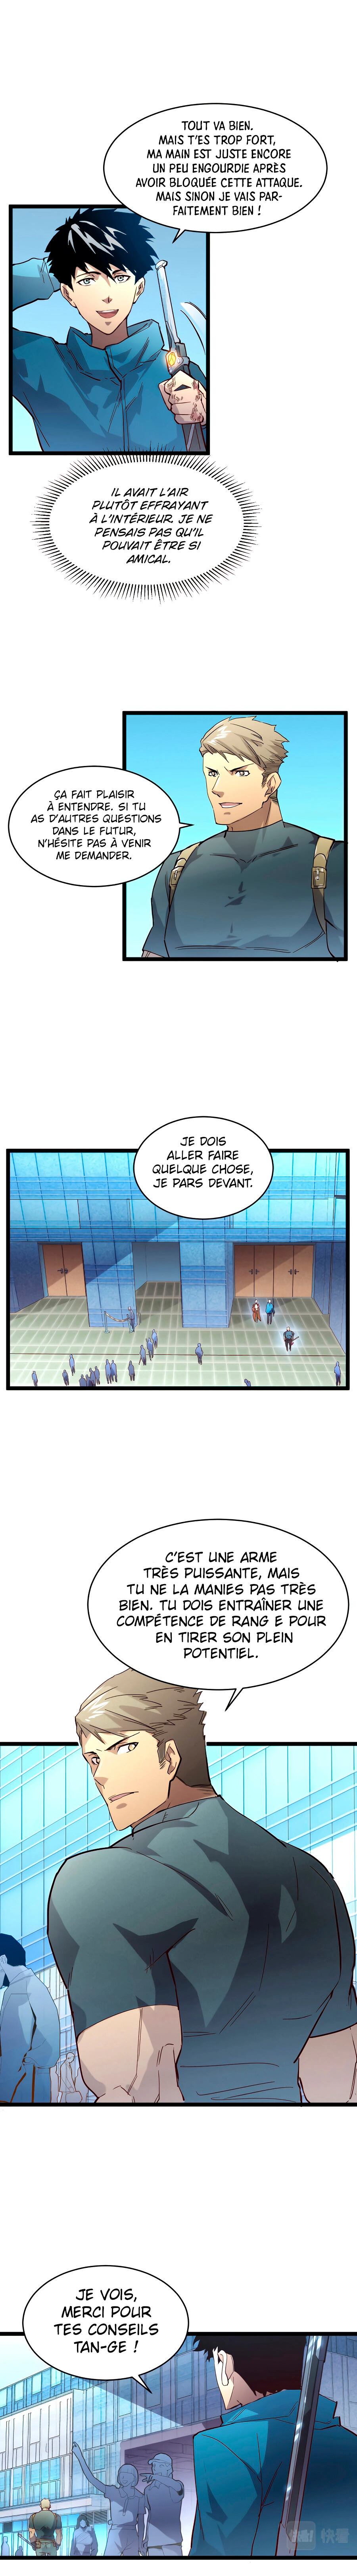 TOUT VA BIEN.
MAIS T'ES TROP FORT,
MA MAIN EST JUSTE ENCORE
UN PEU ENGOURDIE APRÈS
AVOIR BLOQUÉE CETTE ATTAQUE.
MAIS SINON JE VAIS PAR-
FAITEMENT BIEN !
IL AVAIT L'AIR
PLUTÔT EFFRAYANT
À L'INTÉRIEUR. JE NE
PENSAIS PAS QU'IL
POUVAIT ÊTRE SI
AMICAL.
ÇA FAIT PLAISIR
À ENTENDRE. SI TU
AS D'AUTRES QUESTIONS
DANS LE FUTUR,
N'HÉSITE PAS À VENIR
ME DEMANDER.
JE DOIS
ALLER FAIRE
QUELQUE CHOSE,
JE PARS DEVANT.
C'EST UNE ARME
TRÈS PUISSANTE, MAIS
TU NE LA MANIES PAS TRÈS
BIEN. TU DOIS ENTRAÎNER UNE
COMPÉTENCE DE RANG E POUR
EN TIRER SON PLEIN
POTENTIEL.
JE VOIS,
MERCI POUR
TES CONSEILS
TAN-GE !
快看